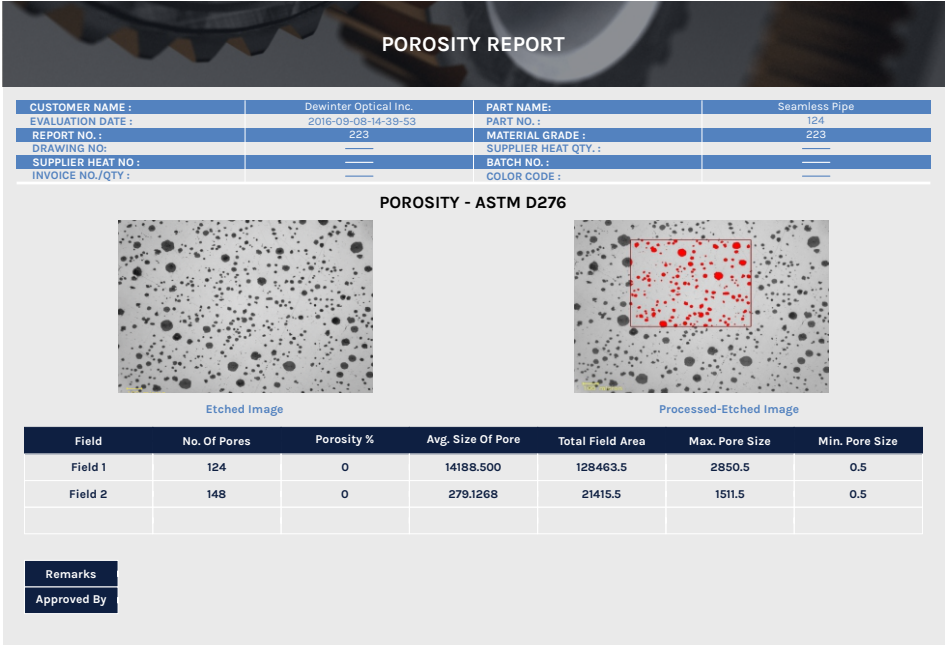 POROSITY REPORT
CUSTOMER NAME : Dewinter Optical Inc. PART NAME: Seamless Pipe
EVALUATION DATE : 2016-09-08-14-39-53 PART NO. : 124
REPORT NO. : 223 MATERIAL GRADE : 223
DRAWING NO: SUPPLIER HEAT QTY. :
SUPPLIER HEAT NO : BATCH NO. :
INVOICE NO./QTY : COLOR CODE :
POROSITY - ASTM D276
Etched Image Processed-Etched Image
Field No. Of Pores Porosity % Avg. Size Of Pore Total Field Area Max. Pore Size Min. Pore Size
Field 1 124 0 14188.500 128463.5 2850.5 0.5
Field 2 148 0 279.1268 21415.5 1511.5 0.5
Remarks
Approved By